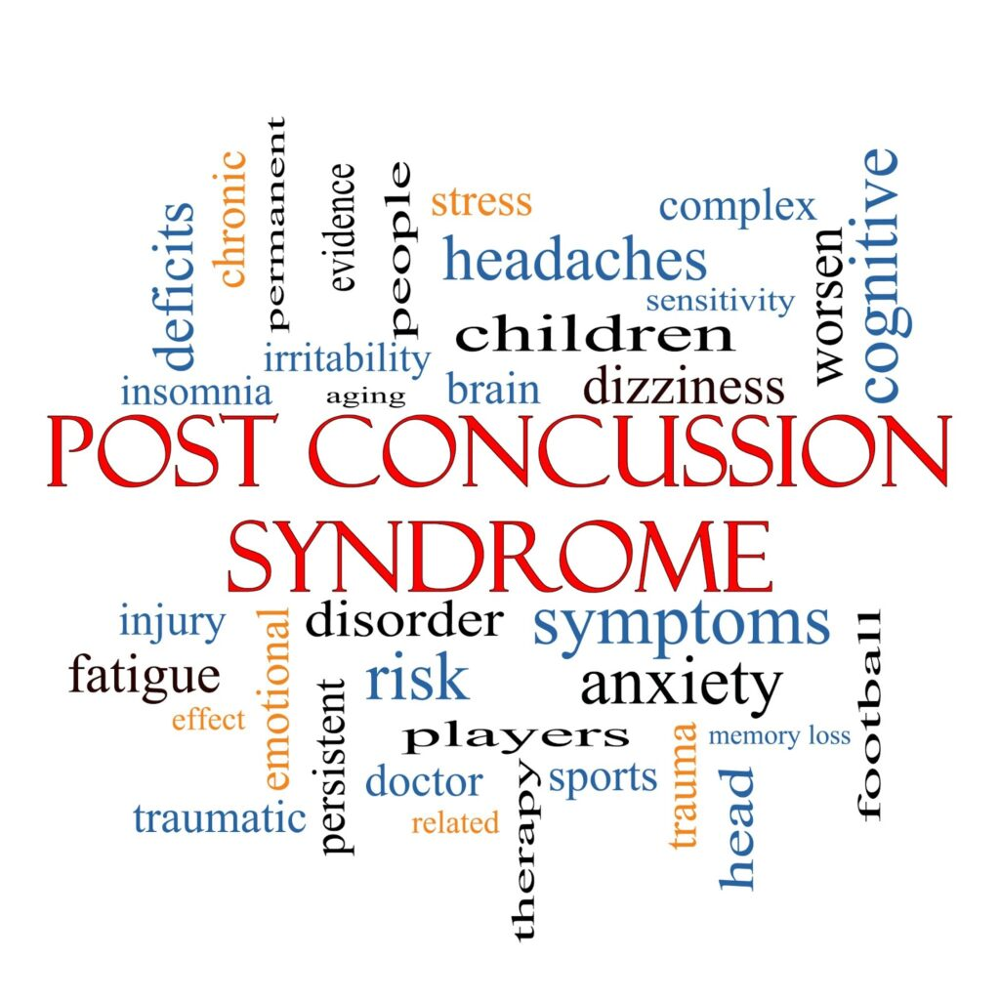 chronic
permanent
evidence
people
deficits
stress
complex
cognitive
headaches
worsen
sensitivity
children
irritability
insomnia
aging
brain
dizziness
POST CONCUSSION
SYNDROME
injury
emotional
disorder
symptoms
football
fatigue
risk
anxiety
effect
persistent
players
trauma
memory loss
doctor
sports
head
traumatic
related
therapy